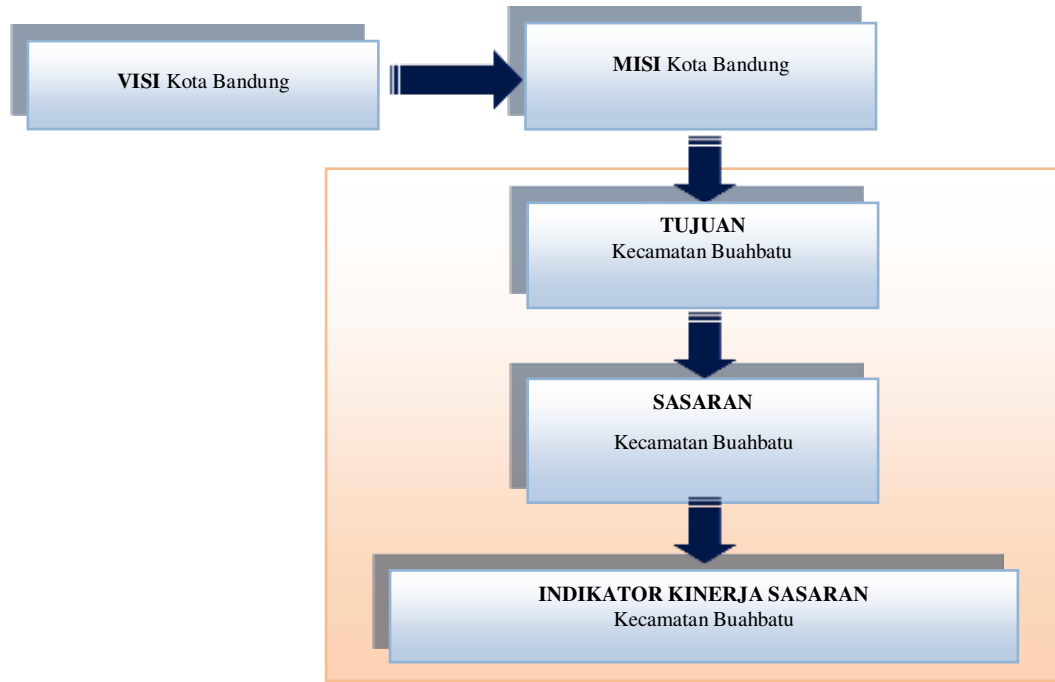 VISI Kota Bandung
MISI Kota Bandung
TUJUAN
Kecamatan Buahbatu
SASARAN
Kecamatan Buahbatu
INDIKATOR KINERJA SASARAN
Kecamatan Buahbatu